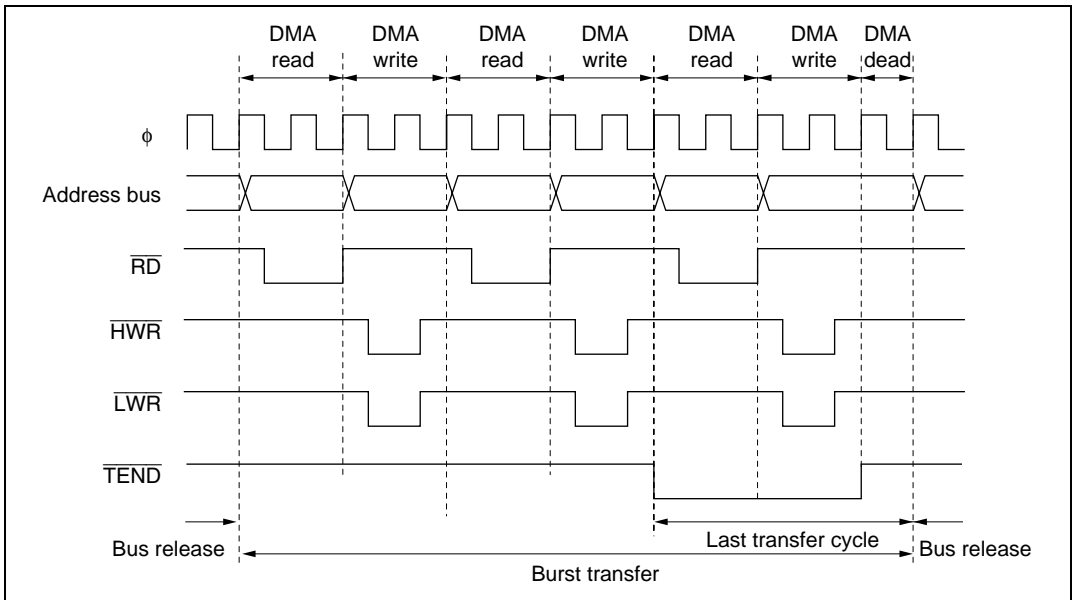 DMA read DMA write DMA read DMA write DMA read DMA write DMA dead
φ
Address bus
RD
HWR
LWR
TEND
Bus release Last transfer cycle Bus release
Burst transfer